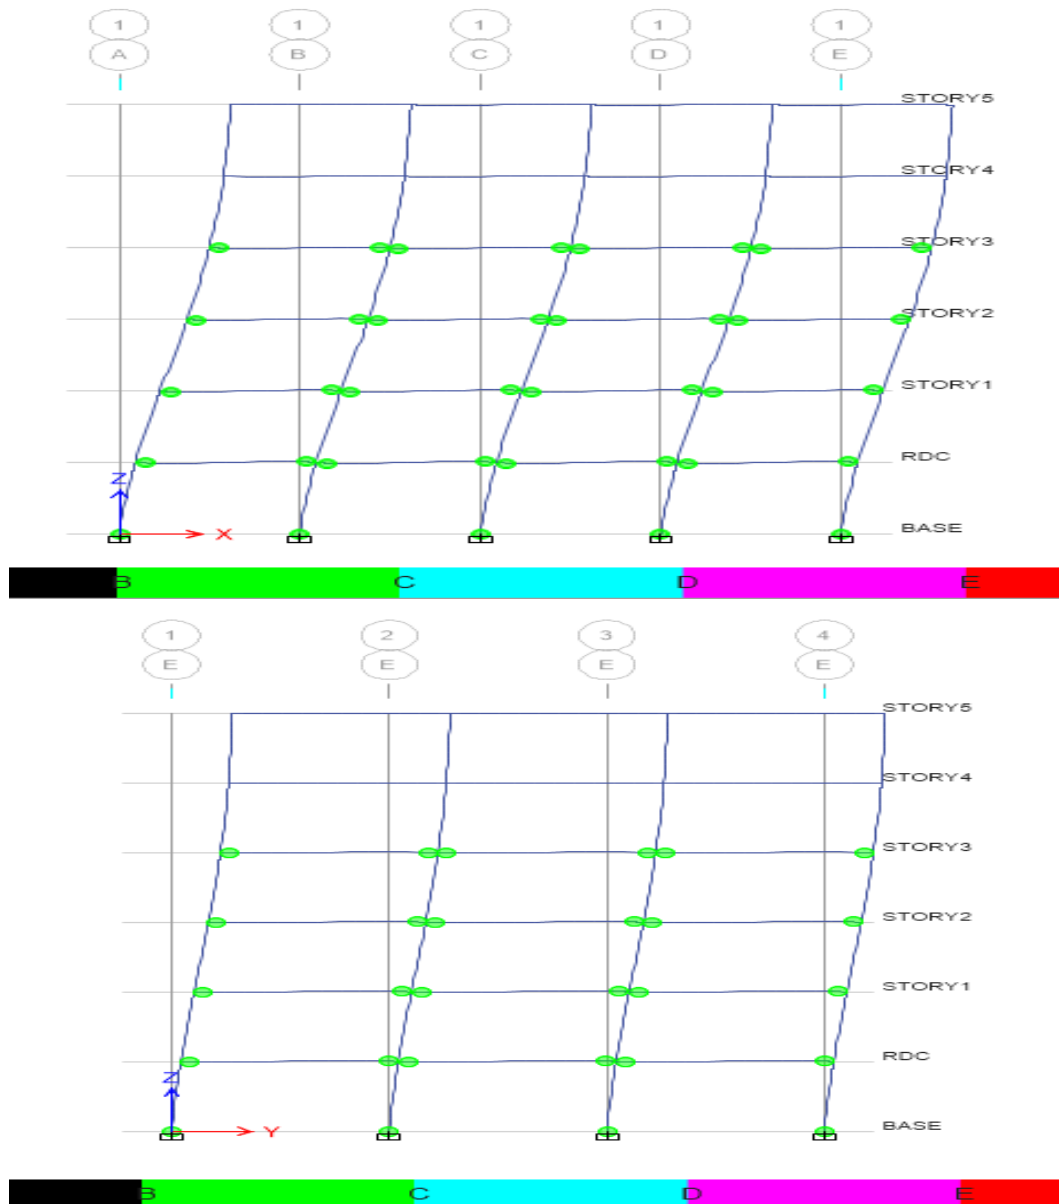 1 1 1 1 1
A B C D E
STORY5
STORY4
STORY3
STORY2
STORY1
RDC
Z
X
BASE
B C D E
1 2 3 4
E E E E
STORY5
STORY4
STORY3
STORY2
STORY1
RDC
Z
Y
BASE
B C D E